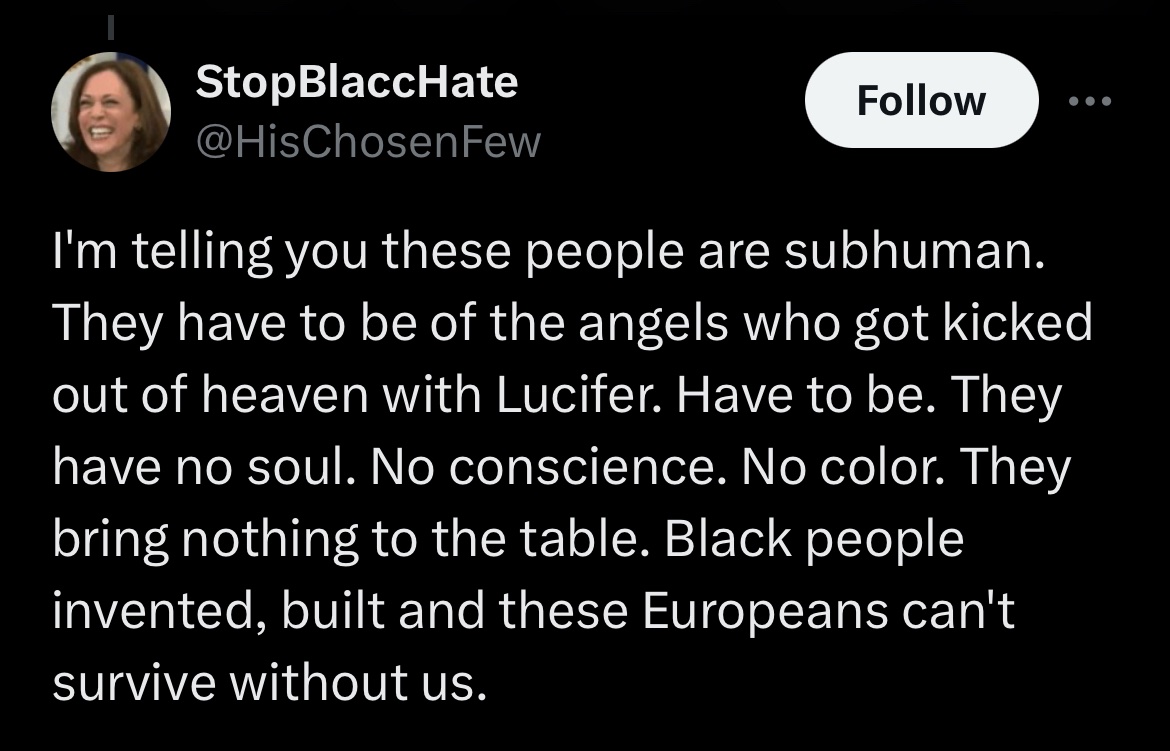 StopBlaccHate
@HisChosenFew
Follow
I'm telling you these people are subhuman.
They have to be of the angels who got kicked
out of heaven with Lucifer. Have to be. They
have no soul. No conscience. No color. They
bring nothing to the table. Black people
invented, built and these Europeans can't
survive without us.